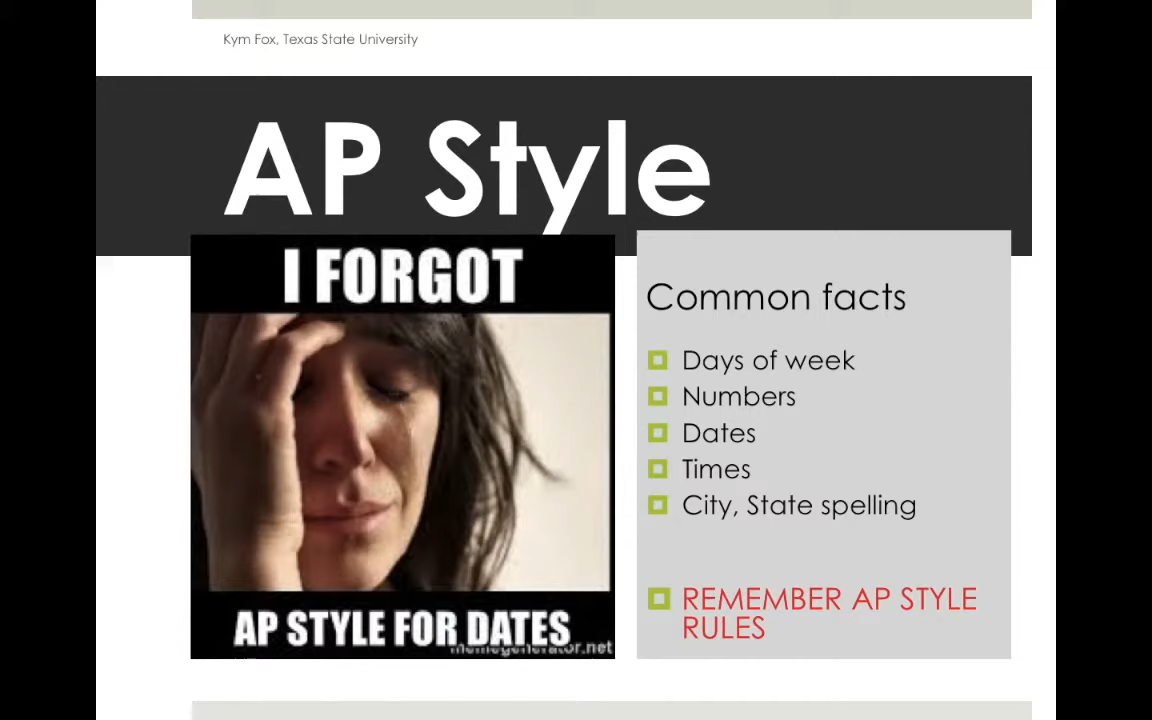 Kym Fox, Texas State University
AP Style
I FORGOT
AP STYLE FOR DATES
memegenerator.net
Common facts
Days of week
Numbers
Dates
Times
City, State spelling
REMEMBER AP STYLE
RULES